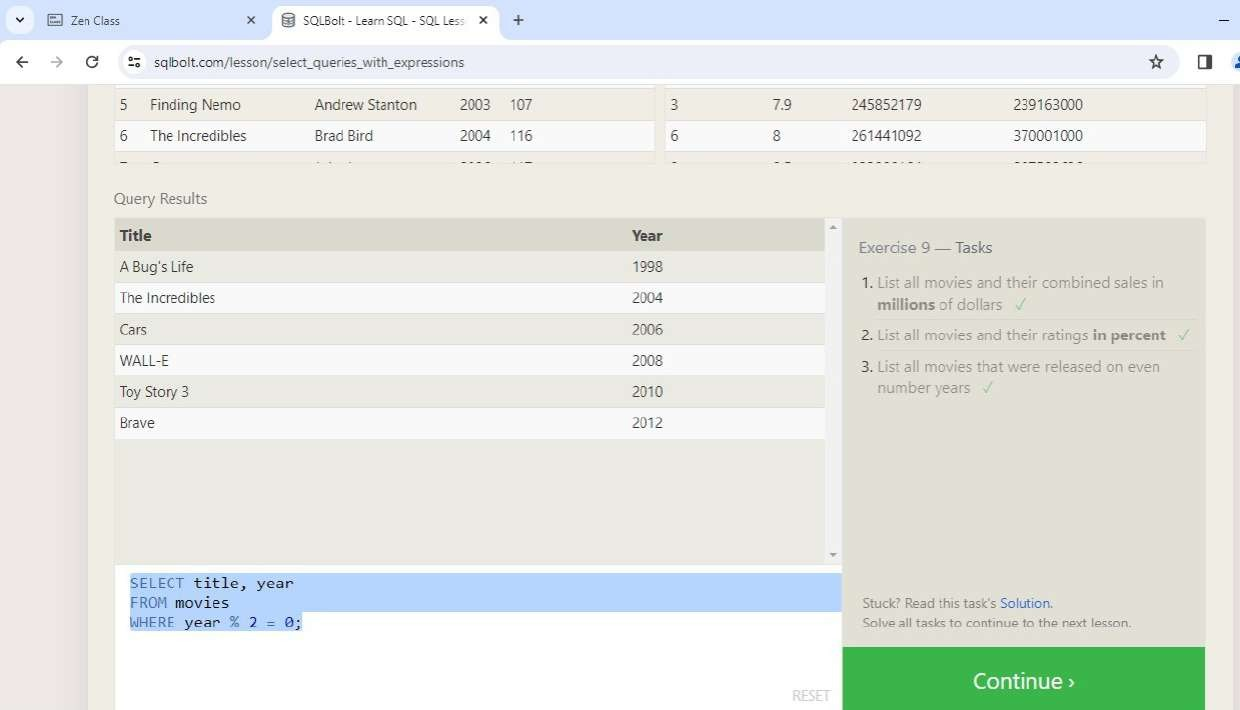 Zen Class
SQLBolt - Learn SQL - SQL Less
sqlbolt.com/lesson/select_queries_with_expressions
5 Finding Nemo Andrew Stanton 2003 107 3 7.9 245852179 239163000
6 The Incredibles Brad Bird 2004 116 6 8 261441092 370001000
Query Results
Title Year
A Bug's Life 1998
The Incredibles 2004
Cars 2006
WALL-E 2008
Toy Story 3 2010
Brave 2012
Exercise 9 — Tasks
1. List all movies and their combined sales in
millions of dollars ✓
2. List all movies and their ratings in percent ✓
3. List all movies that were released on even
number years ✓
SELECT title, year
FROM movies
WHERE year % 2 = 0;
RESET
Stuck? Read this task's Solution.
Solve all tasks to continue to the next lesson.
Continue ›